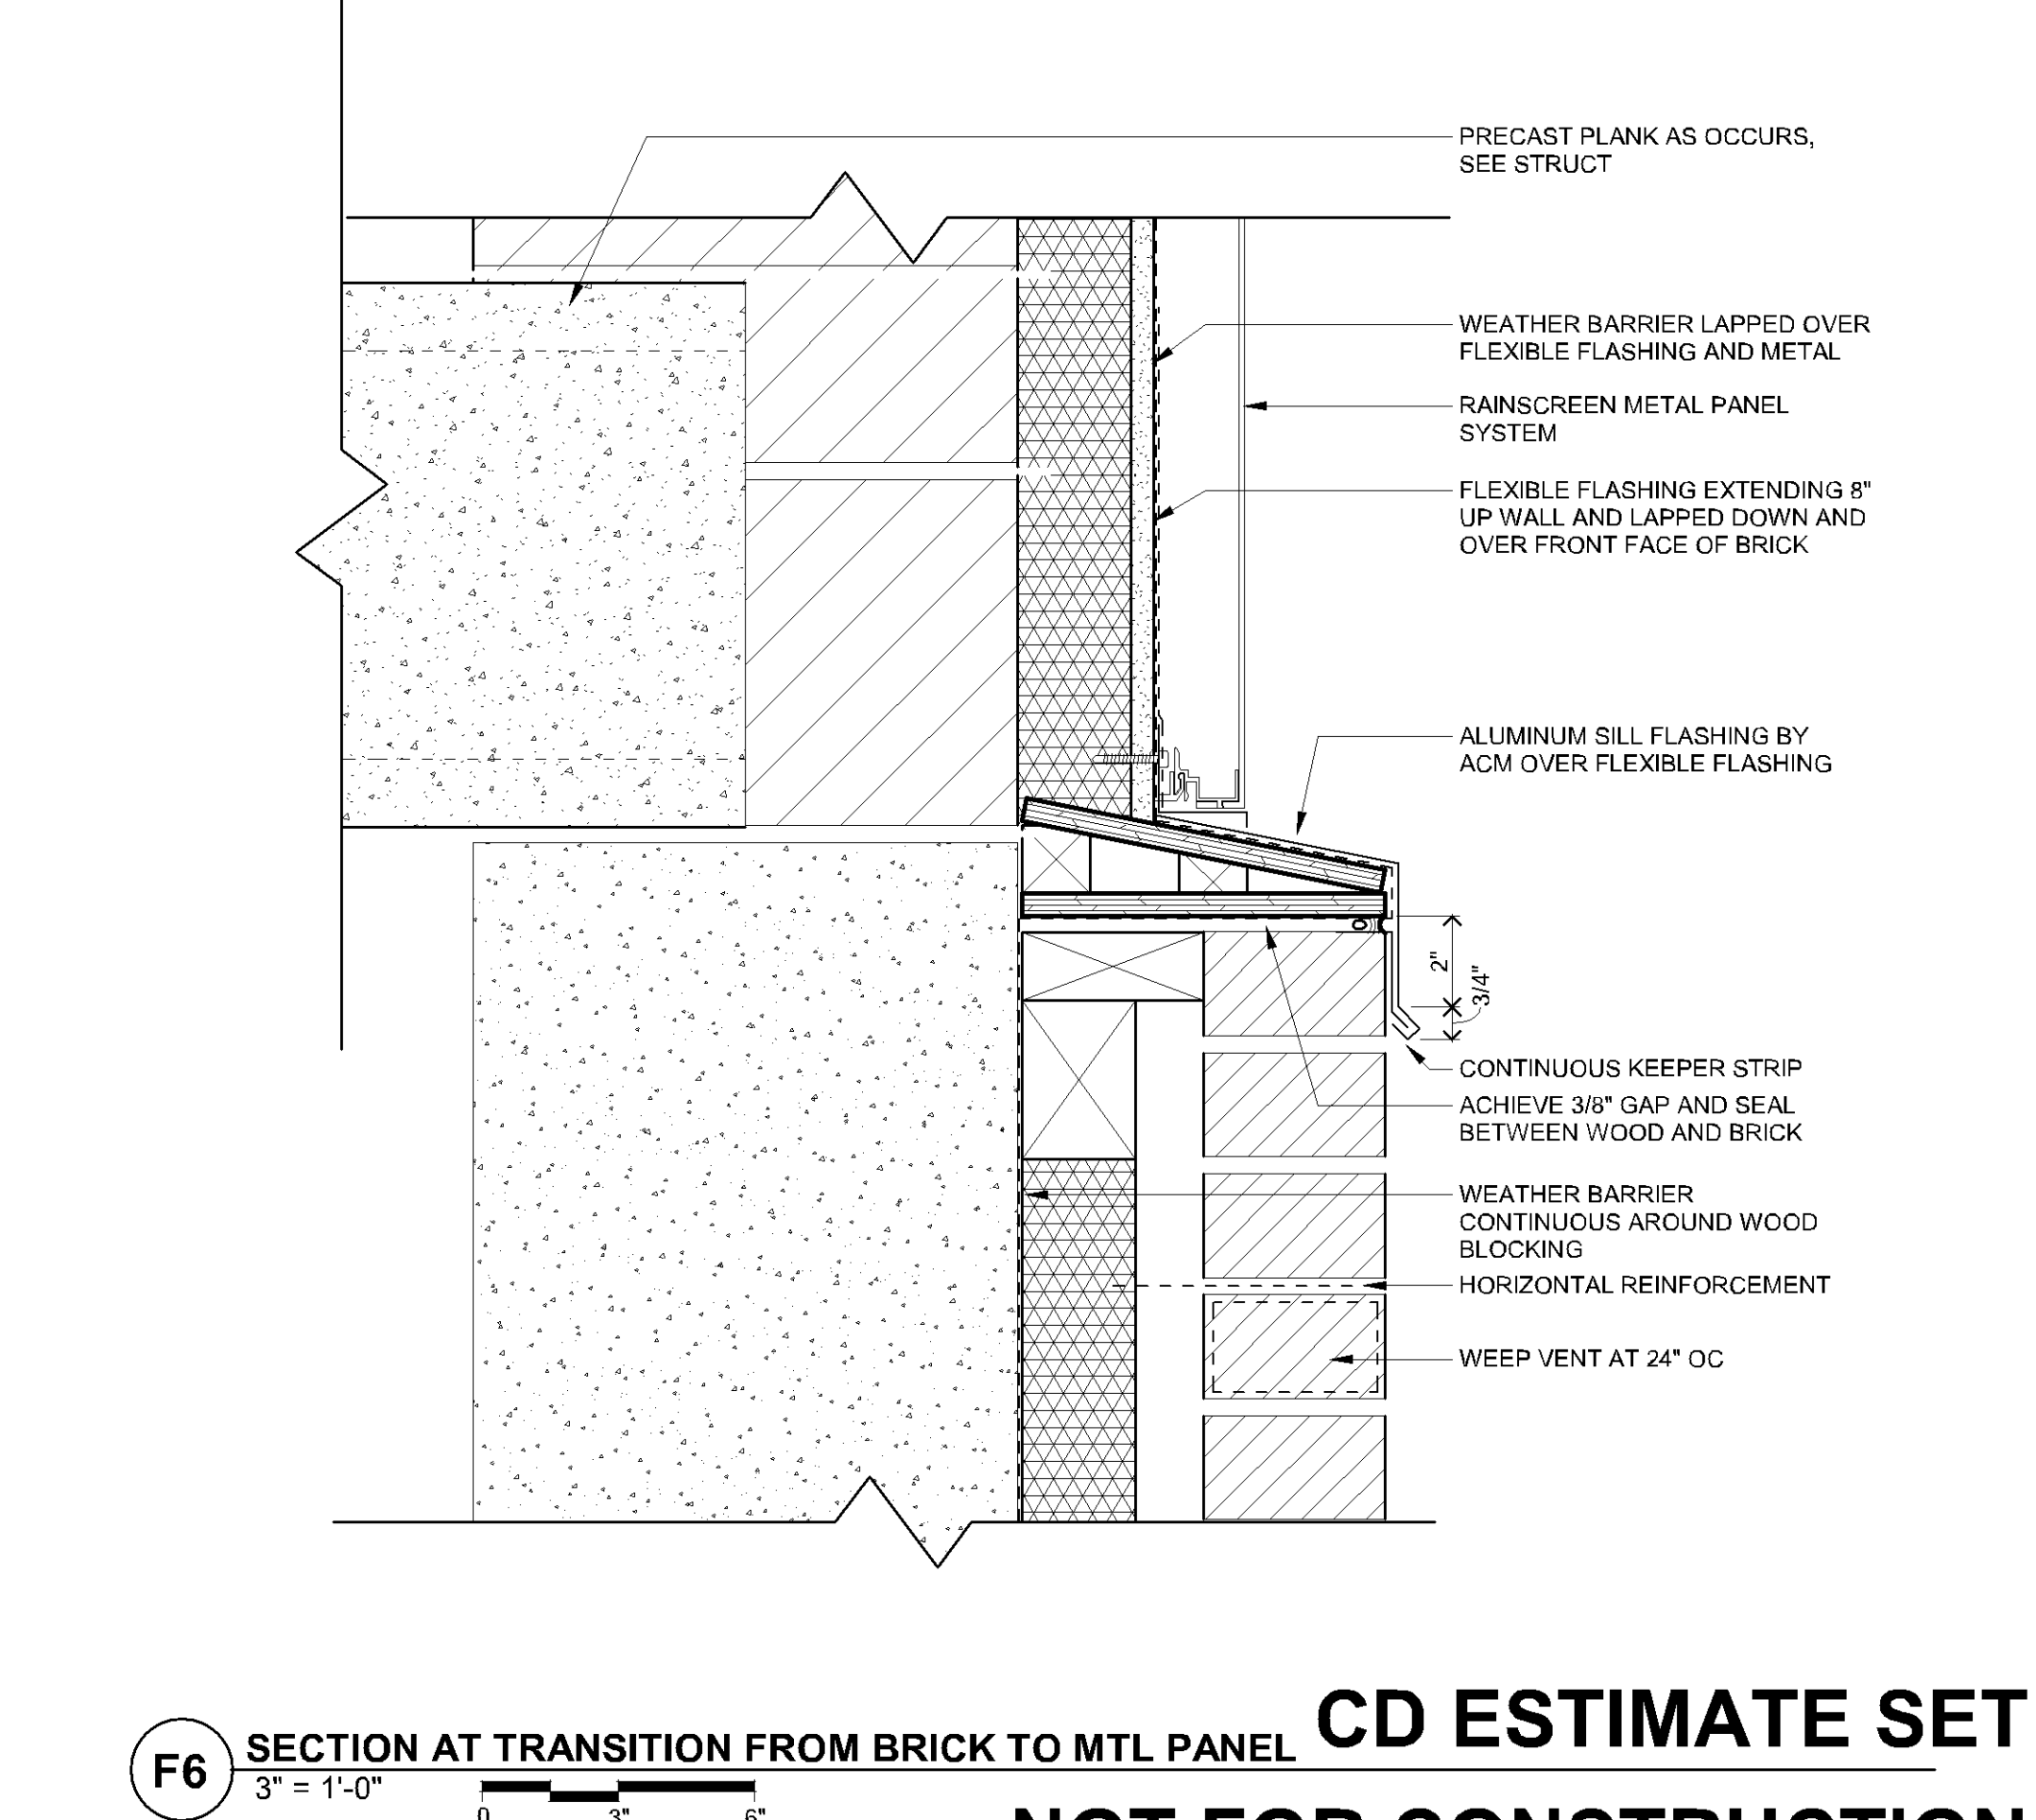 PRECAST PLANK AS OCCURS,
SEE STRUCT
WEATHER BARRIER LAPPED OVER
FLEXIBLE FLASHING AND METAL
RAINSCREEN METAL PANEL
SYSTEM
FLEXIBLE FLASHING EXTENDING 8"
UP WALL AND LAPPED DOWN AND
OVER FRONT FACE OF BRICK
ALUMINUM SILL FLASHING BY
ACM OVER FLEXIBLE FLASHING
2"
3/4"
CONTINUOUS KEEPER STRIP
ACHIEVE 3/8" GAP AND SEAL
BETWEEN WOOD AND BRICK
WEATHER BARRIER
CONTINUOUS AROUND WOOD
BLOCKING
HORIZONTAL REINFORCEMENT
WEEP VENT AT 24" OC
CD ESTIMATE SET
F6
SECTION AT TRANSITION FROM BRICK TO MTL PANEL
3" = 1'-0"
0 3" 6"
NOT FOR CONSTRUCTION